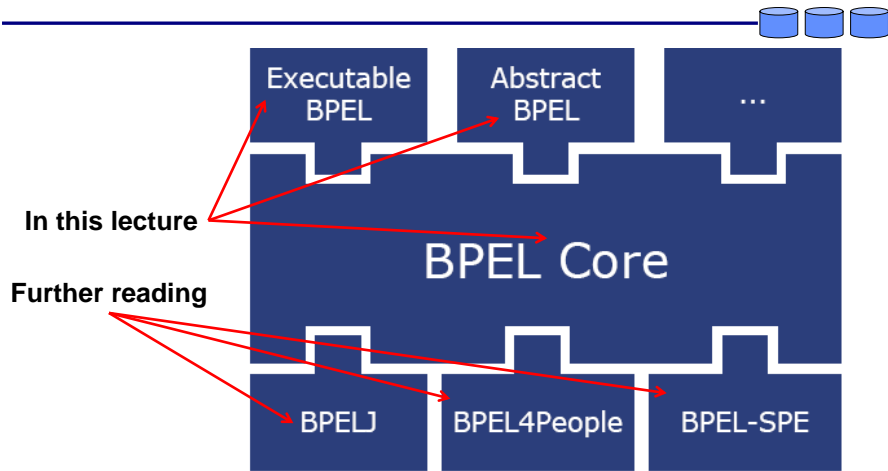 Executable
BPEL
Abstract
BPEL
...
In this lecture
BPEL Core
Further reading
BPELJ
BPEL4People
BPEL-SPE